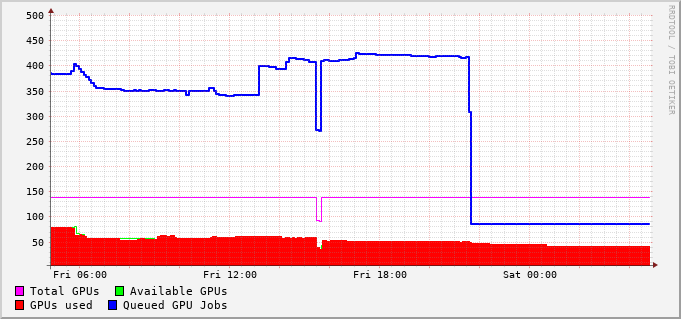 500
450
400
350
300
250
200
150
100
50
Fri 06:00 Fri 12:00 Fri 18:00 Sat 00:00
Total GPUs Available GPUs
GPUs used Queued GPU Jobs
RRDTOOL / TOBI OETIKER